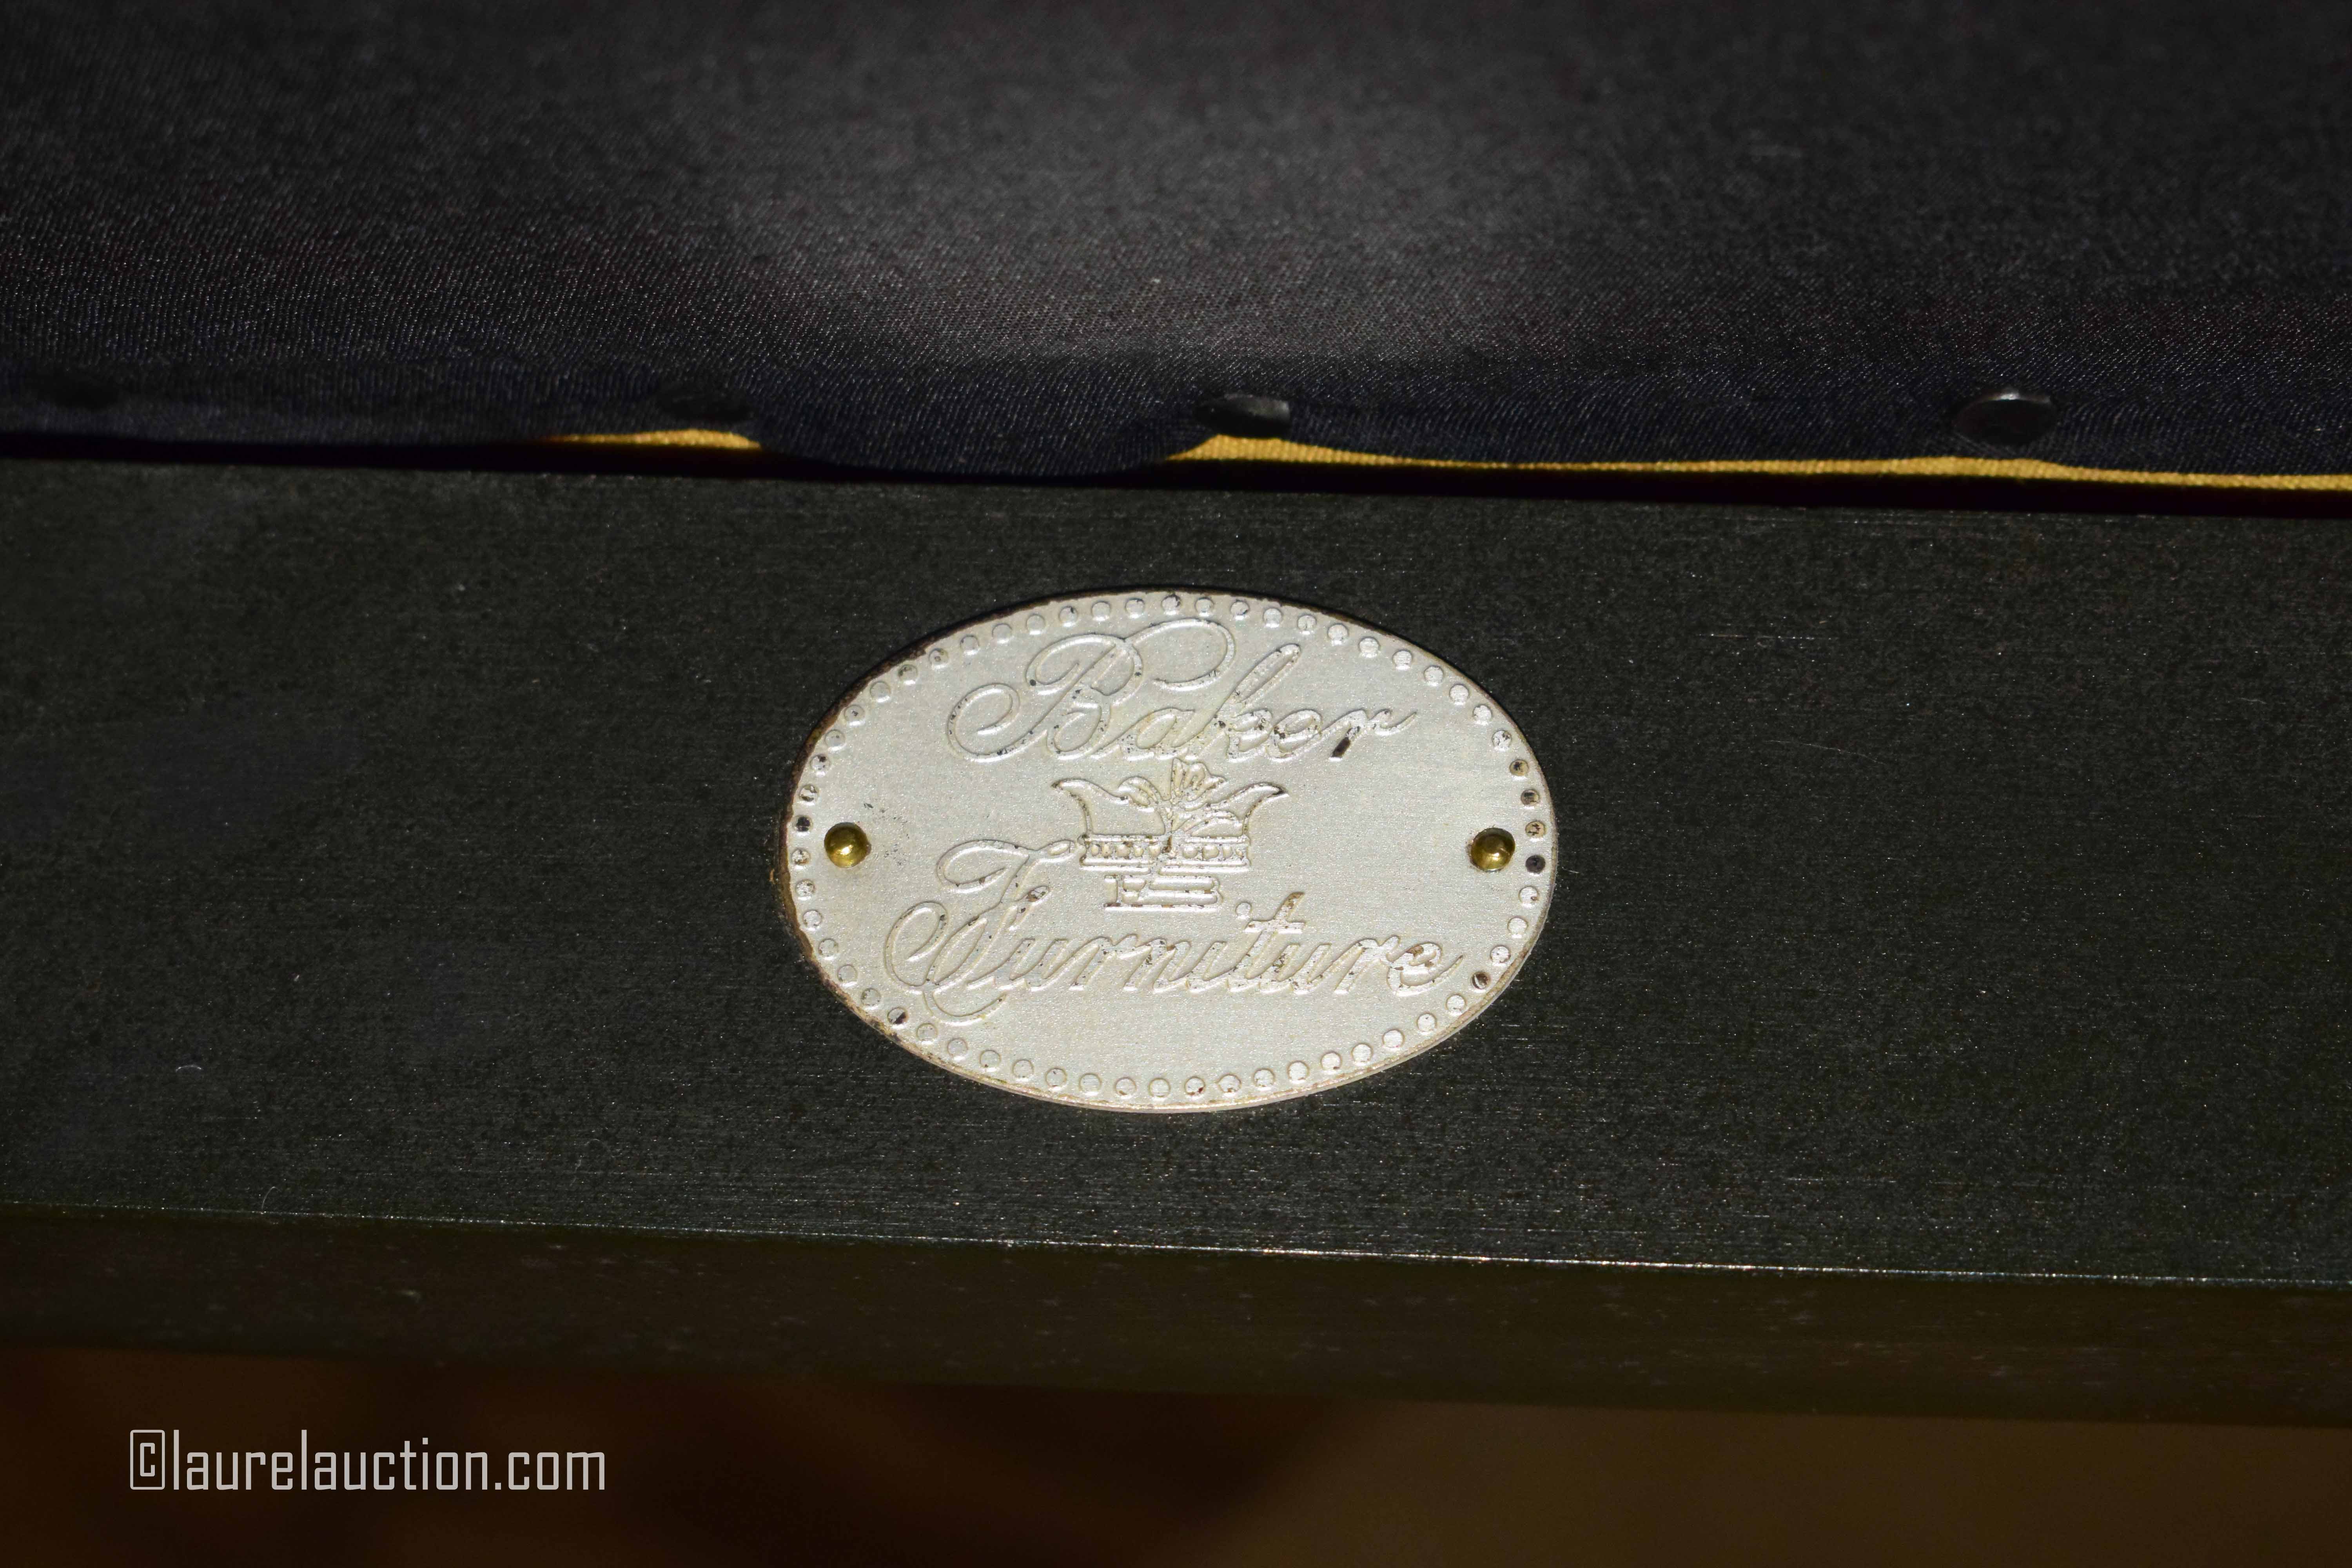 Baker
Furniture
©laurelauction.com